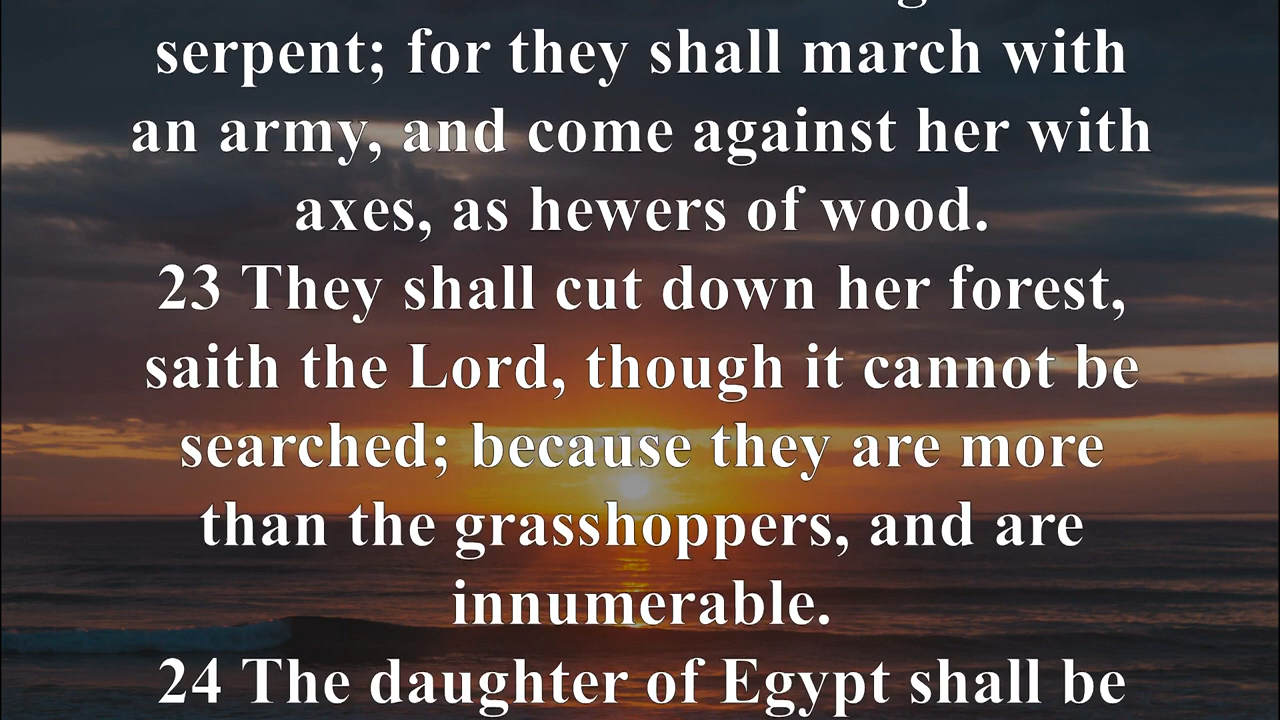 serpent; for they shall march with
an army, and come against her with
axes, as hewers of wood.
23 They shall cut down her forest,
saith the Lord, though it cannot be
searched; because they are more
than the grasshoppers, and are
innumerable.
24 The daughter of Egypt shall be